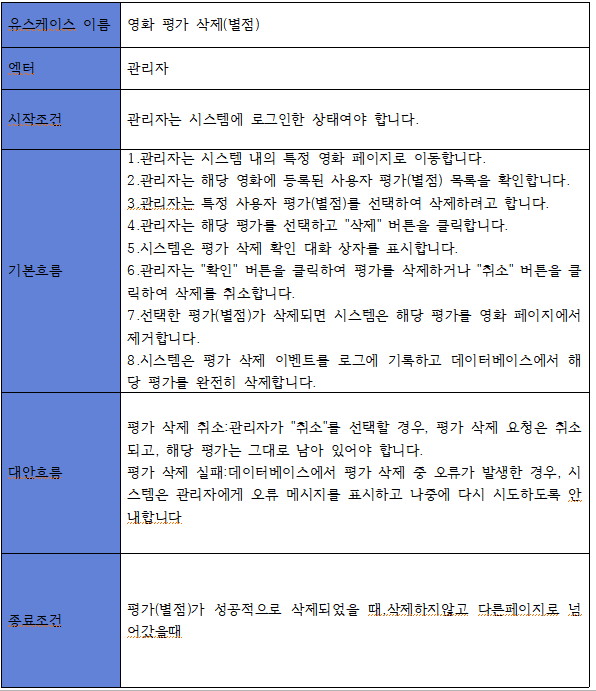 유스케이스 이름
영화 평가 삭제(별점)
엑터
관리자
시작조건
관리자는 시스템에 로그인한 상태여야 합니다.
기본흐름
1.관리자는 시스템 내의 특정 영화 페이지로 이동합니다.
2.관리자는 해당 영화에 등록된 사용자 평가(별점) 목록을 확인합니다.
3.관리자는 특정 사용자 평가(별점)를 선택하여 삭제하려고 합니다.
4.관리자는 해당 평가를 선택하고 "삭제" 버튼을 클릭합니다.
5.시스템은 평가 삭제 확인 대화 상자를 표시합니다.
6.관리자는 "확인" 버튼을 클릭하여 평가를 삭제하거나 "취소" 버튼을 클
릭하여 삭제를 취소합니다.
7.선택한 평가(별점)가 삭제되면 시스템은 해당 평가를 영화 페이지에서
제거합니다.
8.시스템은 평가 삭제 이벤트를 로그에 기록하고 데이터베이스에서 해
당 평가를 완전히 삭제합니다.
대안흐름
평가 삭제 취소:관리자가 "취소"를 선택할 경우, 평가 삭제 요청은 취소
되고, 해당 평가는 그대로 남아 있어야 합니다.
평가 삭제 실패:데이터베이스에서 평가 삭제 중 오류가 발생한 경우, 시
스템은 관리자에게 오류 메시지를 표시하고 나중에 다시 시도하도록 안
내합니다
종료조건
평가(별점)가 성공적으로 삭제되었을 때,삭제하지않고 다른페이지로 넘
어갔을때